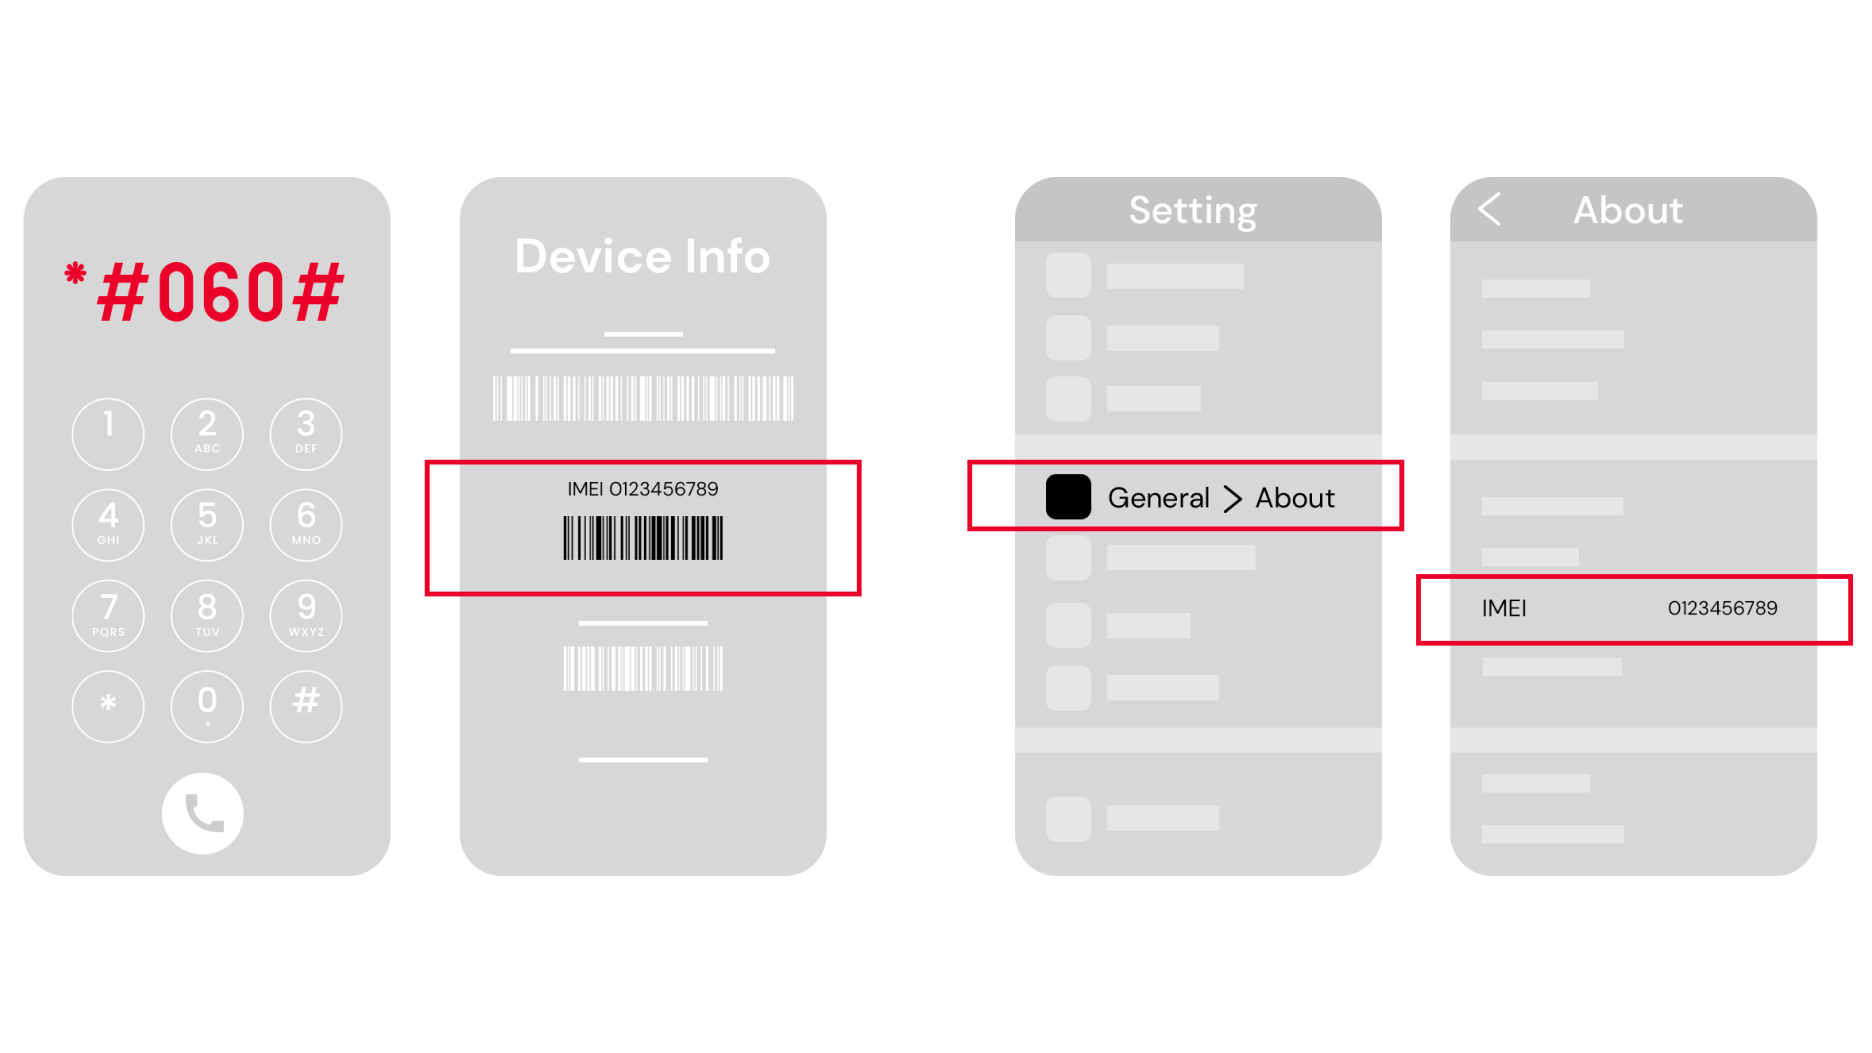 *#060#
1
2
ABC
3
DEF
4
GHI
5
JKL
6
MNO
7
PQRS
8
TUV
9
WXYZ
*
0
+
#
Device Info
IMEI 0123456789
Setting
General > About
About
IMEI 0123456789